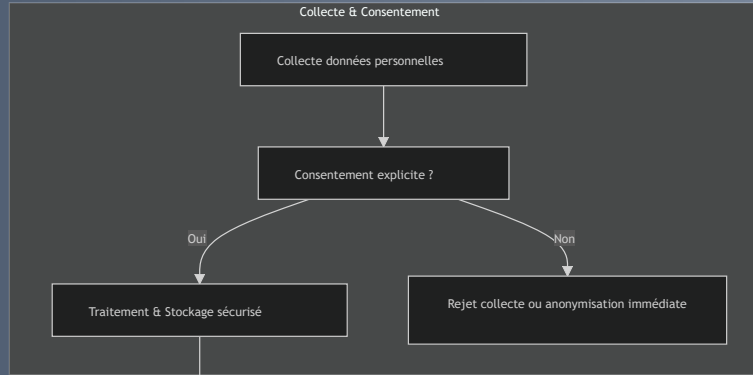 Collecte & Consentement
Collecte données personnelles
Consentement explicite ?
Oui
Non
Traitement & Stockage sécurisé
Rejet collecte ou anonymisation immédiate